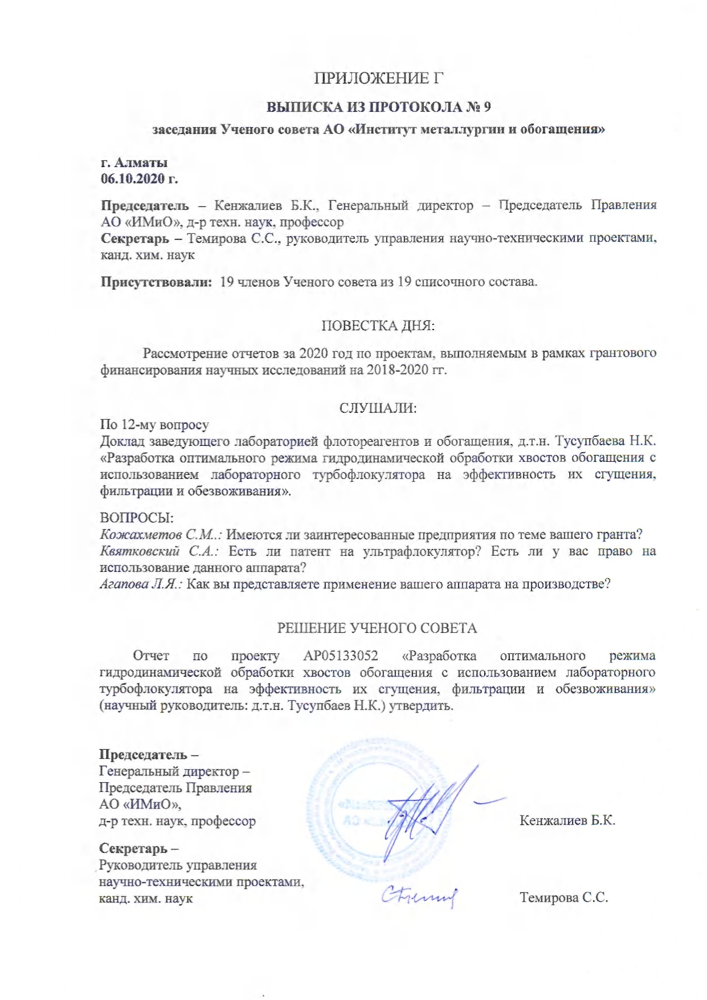 ПРИЛОЖЕНИЕ Г
ВЫПИСКА ИЗ ПРОТОКОЛА № 9
заседания Ученого совета АО «Институт металлургии и обогащения»
г. Алматы
06.10.2020 г.
Председатель – Кенжалиев Б.К., Генеральный директор – Председатель Правления
АО «ИМиО», д-р техн. наук, профессор
Секретарь – Темирова С.С., руководитель управления научно-техническими проектами,
канд. хим. наук
Присутствовали: 19 членов Ученого совета из 19 списочного состава.
ПОВЕСТКА ДНЯ:
Рассмотрение отчетов за 2020 год по проектам, выполняемым в рамках грантового
финансирования научных исследований на 2018-2020 гг.
СЛУШАЛИ:
По 12-му вопросу
Доклад заведующего лабораторией флотореагентов и обогащения, д.т.н. Тусупбаева Н.К.
«Разработка оптимального режима гидродинамической обработки хвостов обогащения с
использованием лабораторного турбофлокулятора на эффективность их сгущения,
фильтрации и обезвоживания».
ВОПРОСЫ:
Кожахметов С.М..: Имеются ли заинтересованные предприятия по теме вашего гранта?
Квятковский С.А.: Есть ли патент на ультрафлокулятор? Есть ли у вас право на
использование данного аппарата?
Агапова Л.Я.: Как вы представляете применение вашего аппарата на производстве?
РЕШЕНИЕ УЧЕНОГО СОВЕТА
Отчет по проекту АР05133052 «Разработка оптимального режима
гидродинамической обработки хвостов обогащения с использованием лабораторного
турбофлокулятора на эффективность их сгущения, фильтрации и обезвоживания»
(научный руководитель: д.т.н. Тусупбаев Н.К.) утвердить.
Председатель –
Генеральный директор –
Председатель Правления
АО «ИМиО»,
д-р техн. наук, профессор Кенжалиев Б.К.
Секретарь –
Руководитель управления
научно-техническими проектами,
канд. хим. наук Темирова С.С.